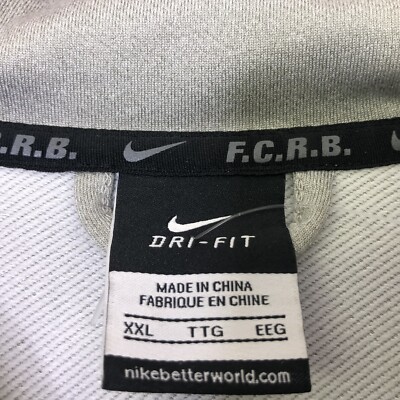 F.C.R.B. F.C.R.B.
DRI-FIT
MADE IN CHINA
FABRIQUE EN CHINE
XXL TTG EEG
nikebetterworld.com